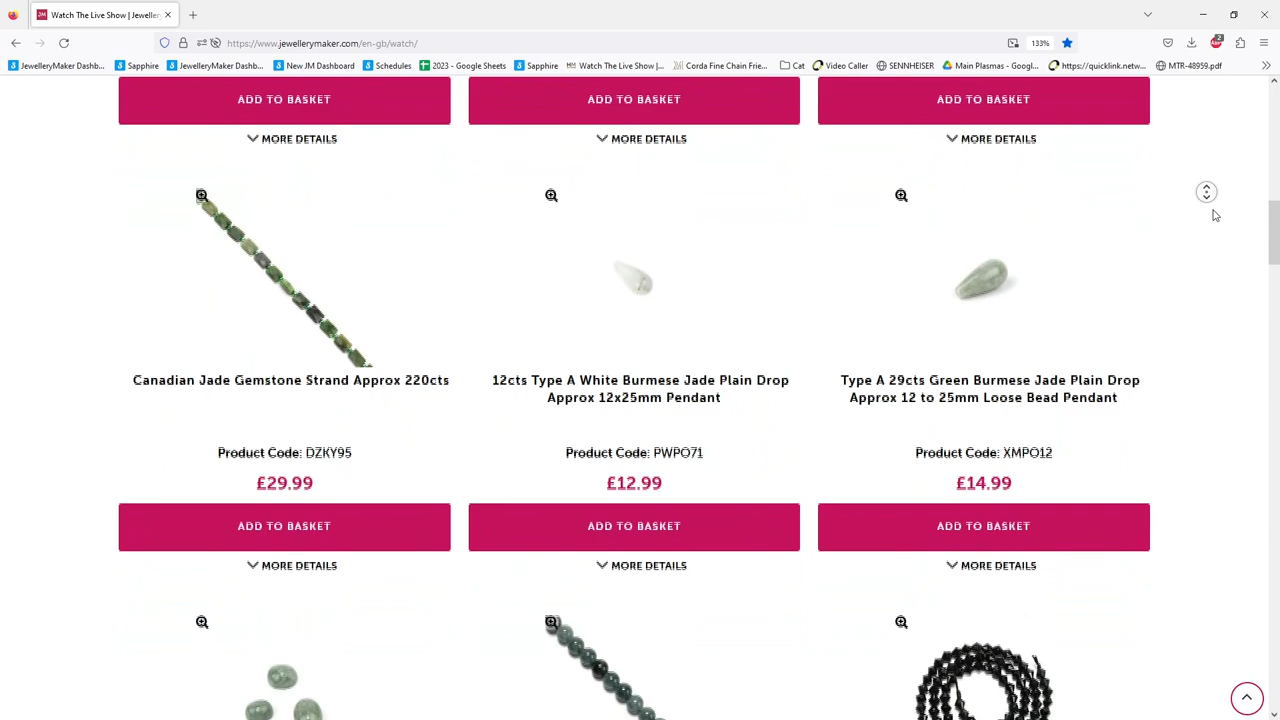 JM Watch The Live Show | Jeweller
https://www.jewellerymaker.com/en-gb/watch/
133%
2
JewelleryMaker Dashb...
Sapphire
JewelleryMaker Dashb...
New JM Dashboard
Schedules
2023 - Google Sheets
Sapphire
Watch The Live Show |...
Corda Fine Chain Frie...
Cat
Video Caller
SENNHEISER
Main Plasmas - Googl...
https://quicklink.netw...
MTR-48959.pdf
ADD TO BASKET
ADD TO BASKET
ADD TO BASKET
MORE DETAILS
MORE DETAILS
MORE DETAILS
Canadian Jade Gemstone Strand Approx 220cts
Product Code: DZKY95
£29.99
ADD TO BASKET
MORE DETAILS
12cts Type A White Burmese Jade Plain Drop
Approx 12x25mm Pendant
Product Code: PWPO71
£12.99
ADD TO BASKET
MORE DETAILS
Type A 29cts Green Burmese Jade Plain Drop
Approx 12 to 25mm Loose Bead Pendant
Product Code: XMPO12
£14.99
ADD TO BASKET
MORE DETAILS